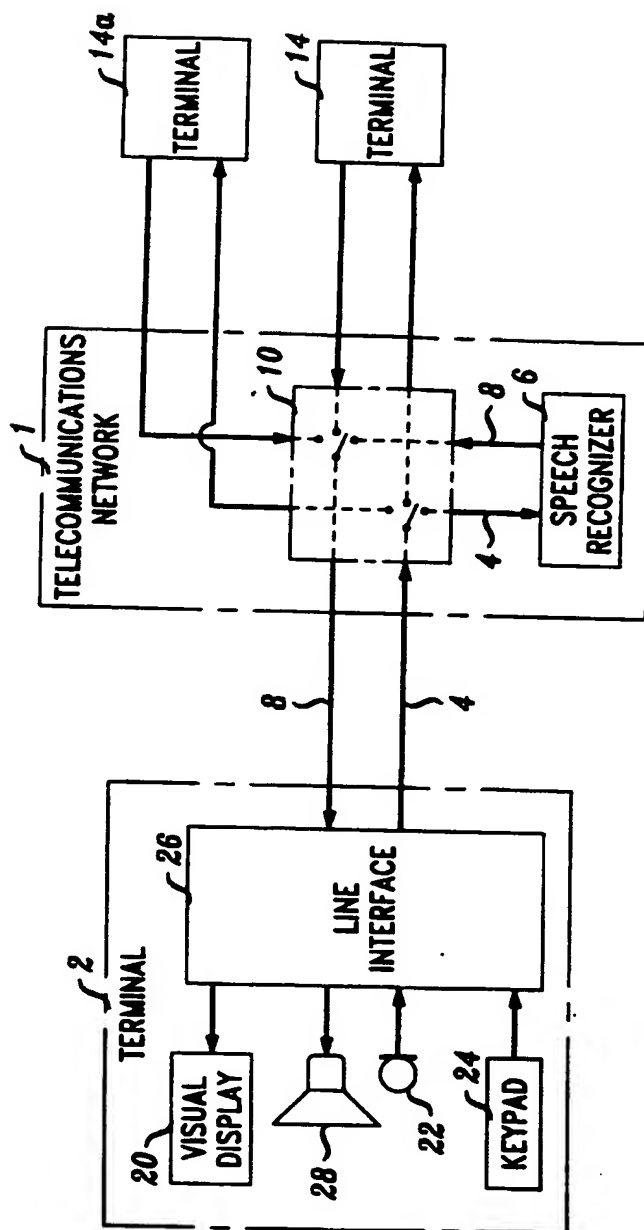 14a
TERMINAL
14
TERMINAL
1
TELECOMMUNICATIONS
NETWORK
10
8
6
SPEECH
RECOGNIZER
4
8
4
2
TERMINAL
26
LINE
INTERFACE
20
VISUAL
DISPLAY
28
22
24
KEYPAD